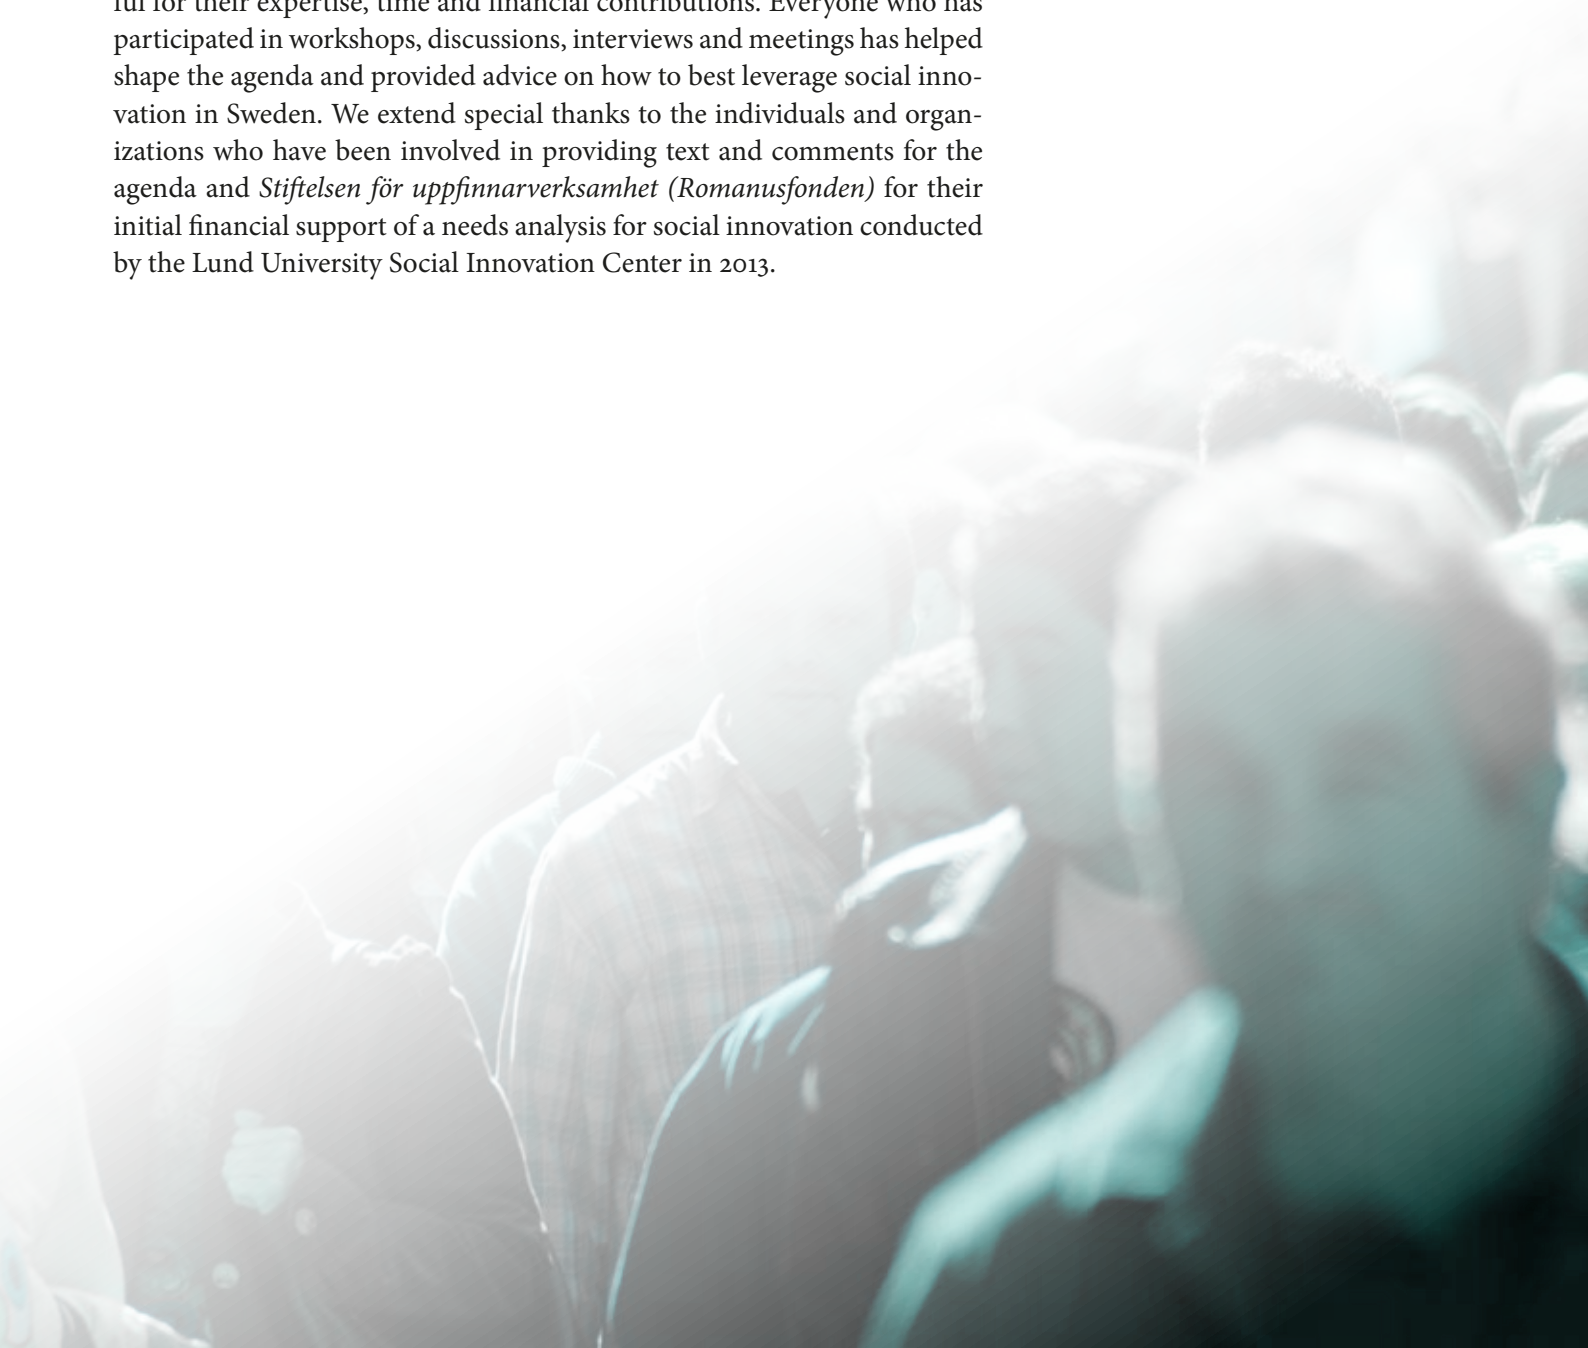 ful for their expertise, time and financial contributions. Everyone who has
participated in workshops, discussions, interviews and meetings has helped
shape the agenda and provided advice on how to best leverage social inno-
vation in Sweden. We extend special thanks to the individuals and organ-
izations who have been involved in providing text and comments for the
agenda and Stiftelsen för uppfinnarverksamhet (Romanusfonden) for their
initial financial support of a needs analysis for social innovation conducted
by the Lund University Social Innovation Center in 2013.